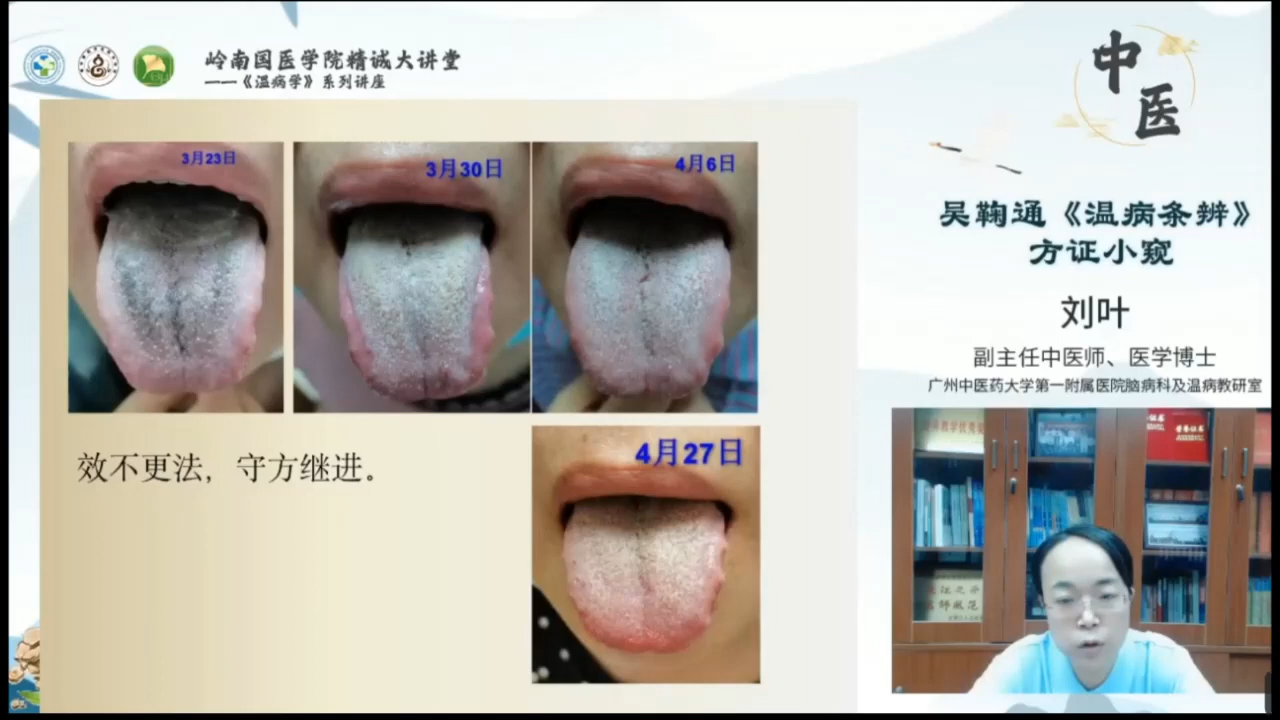 岭南国医学院精诚大讲堂
——《温病学》系列讲座
中医
3月23日
3月30日
4月6日
效不更法，守方继进。
4月27日
吴鞠通《温病条辨》
方证小窥
刘叶
副主任中医师、医学博士
广州中医药大学第一附属医院脑病科及温病教研室